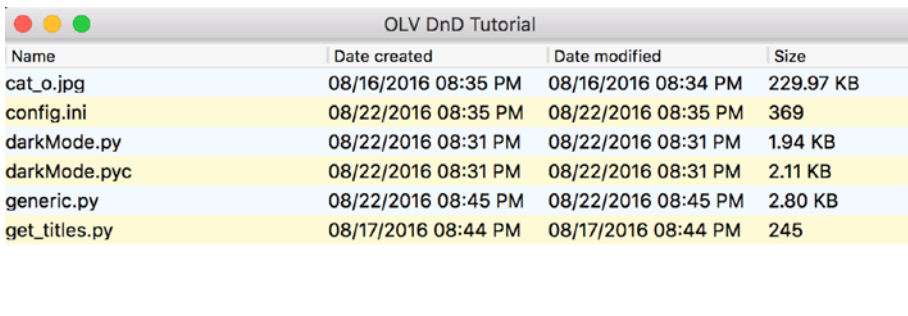 OLV DnD Tutorial
Name Date created Date modified Size
cat_o.jpg 08/16/2016 08:35 PM 08/16/2016 08:34 PM 229.97 KB
config.ini 08/22/2016 08:35 PM 08/22/2016 08:35 PM 369
darkMode.py 08/22/2016 08:31 PM 08/22/2016 08:31 PM 1.94 KB
darkMode.pyc 08/22/2016 08:31 PM 08/22/2016 08:31 PM 2.11 KB
generic.py 08/22/2016 08:45 PM 08/22/2016 08:45 PM 2.80 KB
get_titles.py 08/17/2016 08:44 PM 08/17/2016 08:44 PM 245